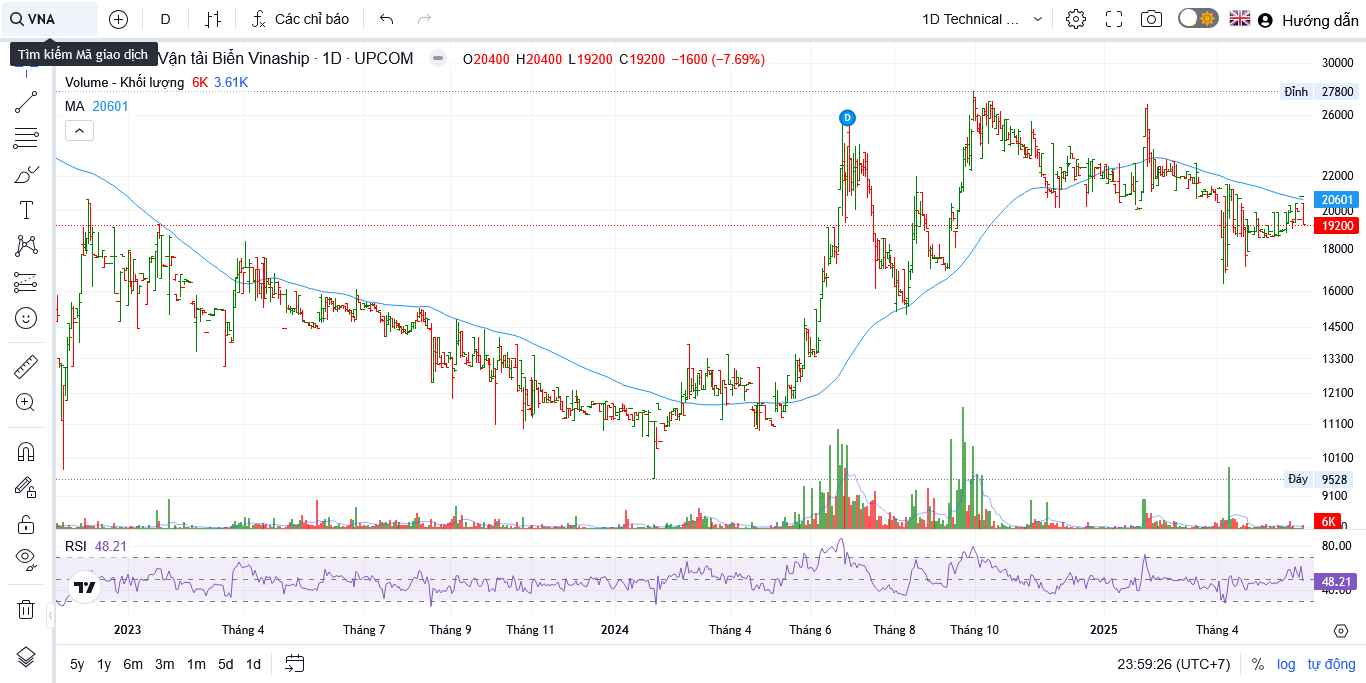 VNA
D
Các chỉ báo
1D Technical ...
Hướng dẫn
Tìm kiếm Mã giao dịch
Vận tải Biển Vinaship · 1D · UPCOM
O20400 H20400 L19200 C19200 −1600 (−7.69%)
Volume - Khối lượng 6K 3.61K
MA 20601
D
30000
Đỉnh 27800
26000
22000
20601
20000
19200
18000
16000
14500
13300
12100
11100
10100
Đáy 9528
9100
6K
0
RSI 48.21
80.00
48.21
40.00
2023 Tháng 4 Tháng 7 Tháng 9 Tháng 11 2024 Tháng 4 Tháng 6 Tháng 8 Tháng 10 2025 Tháng 4
5y 1y 6m 3m 1m 5d 1d
23:59:26 (UTC+7) % log tự động